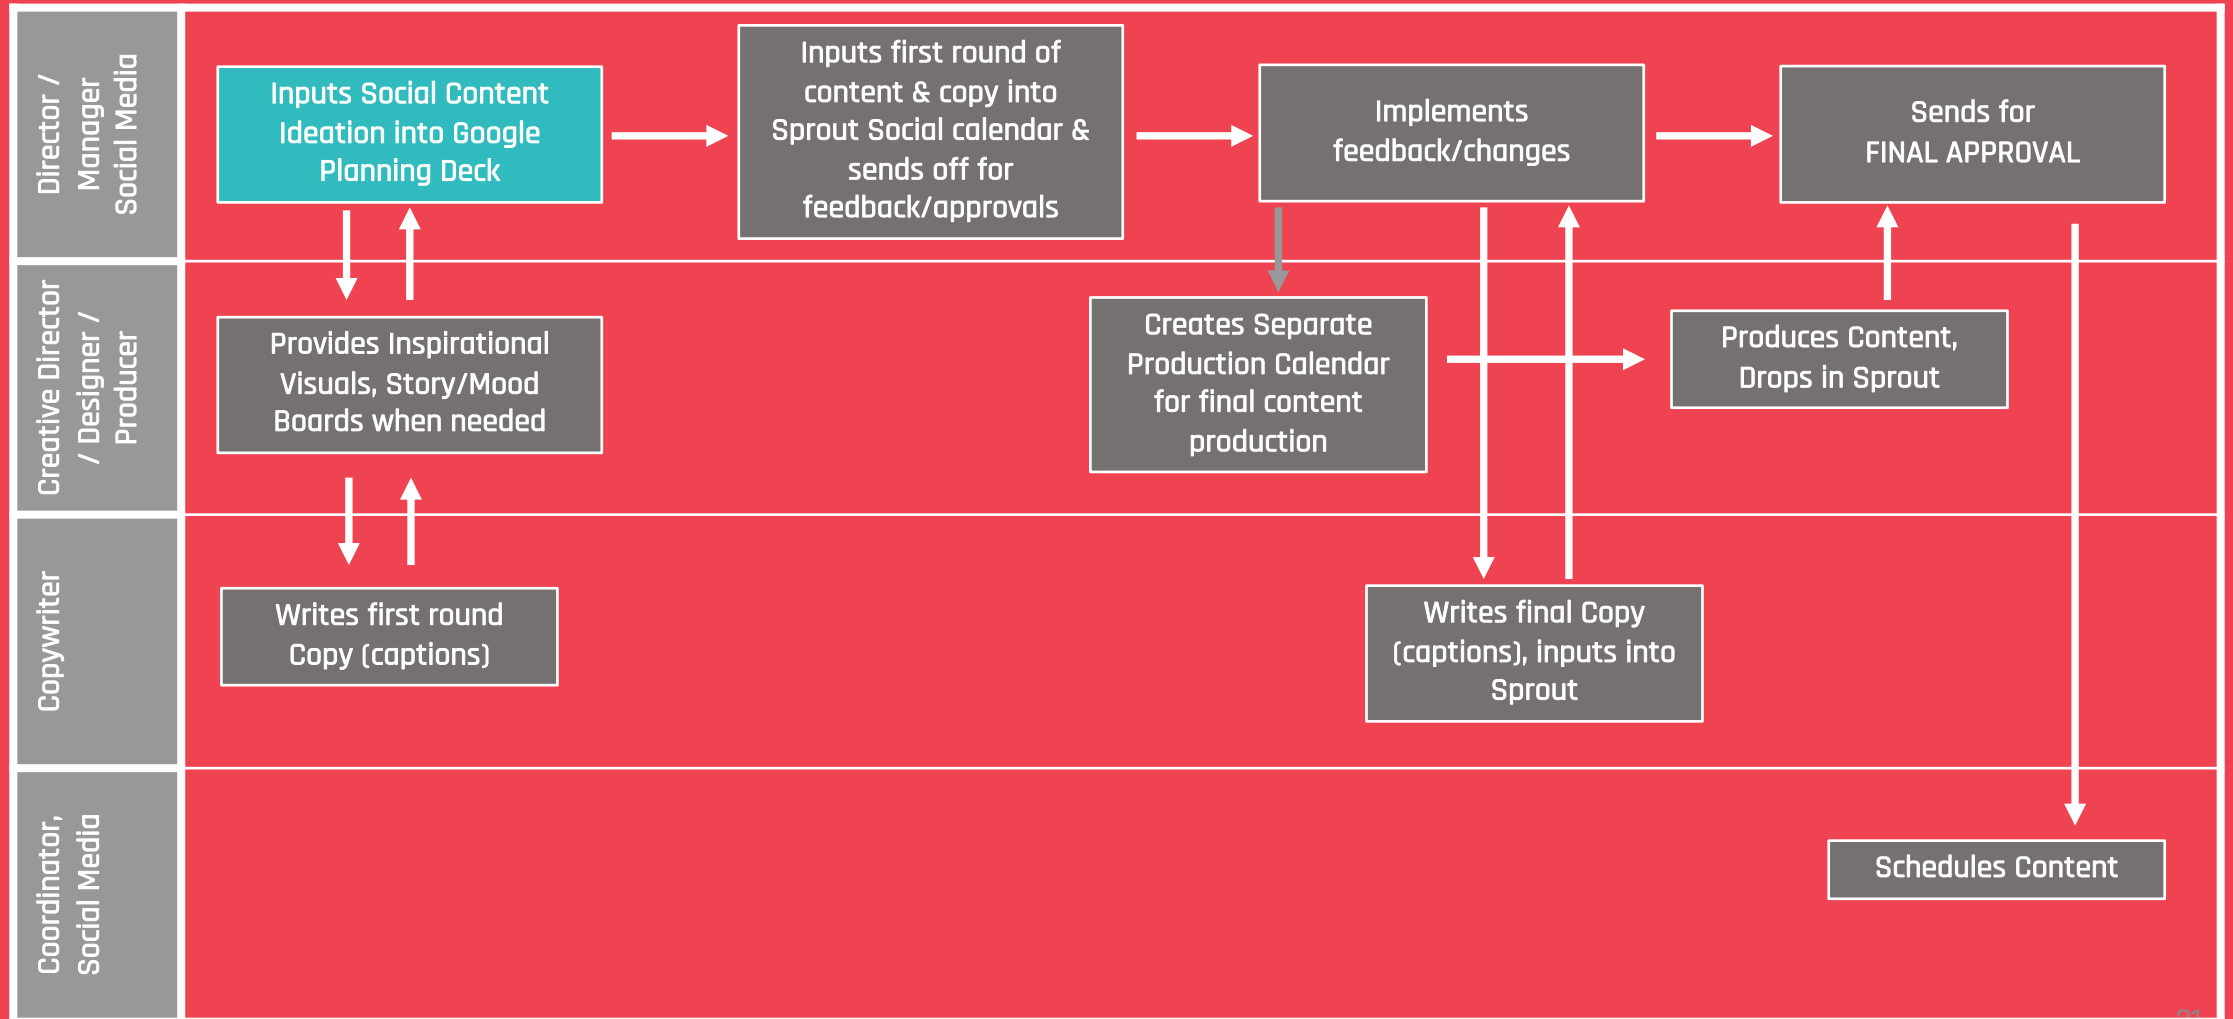 Director /
Manager
Social Media
Inputs Social Content
Ideation into Google
Planning Deck
Inputs first round of
content & copy into
Sprout Social calendar &
sends off for
feedback/approvals
Implements
feedback/changes
Sends for
FINAL APPROVAL
Creative Director
/ Designer /
Producer
Provides Inspirational
Visuals, Story/Mood
Boards when needed
Creates Separate
Production Calendar
for final content
production
Produces Content,
Drops in Sprout
Copywriter
Writes first round
Copy (captions)
Writes final Copy
(captions), inputs into
Sprout
Coordinator,
Social Media
Schedules Content